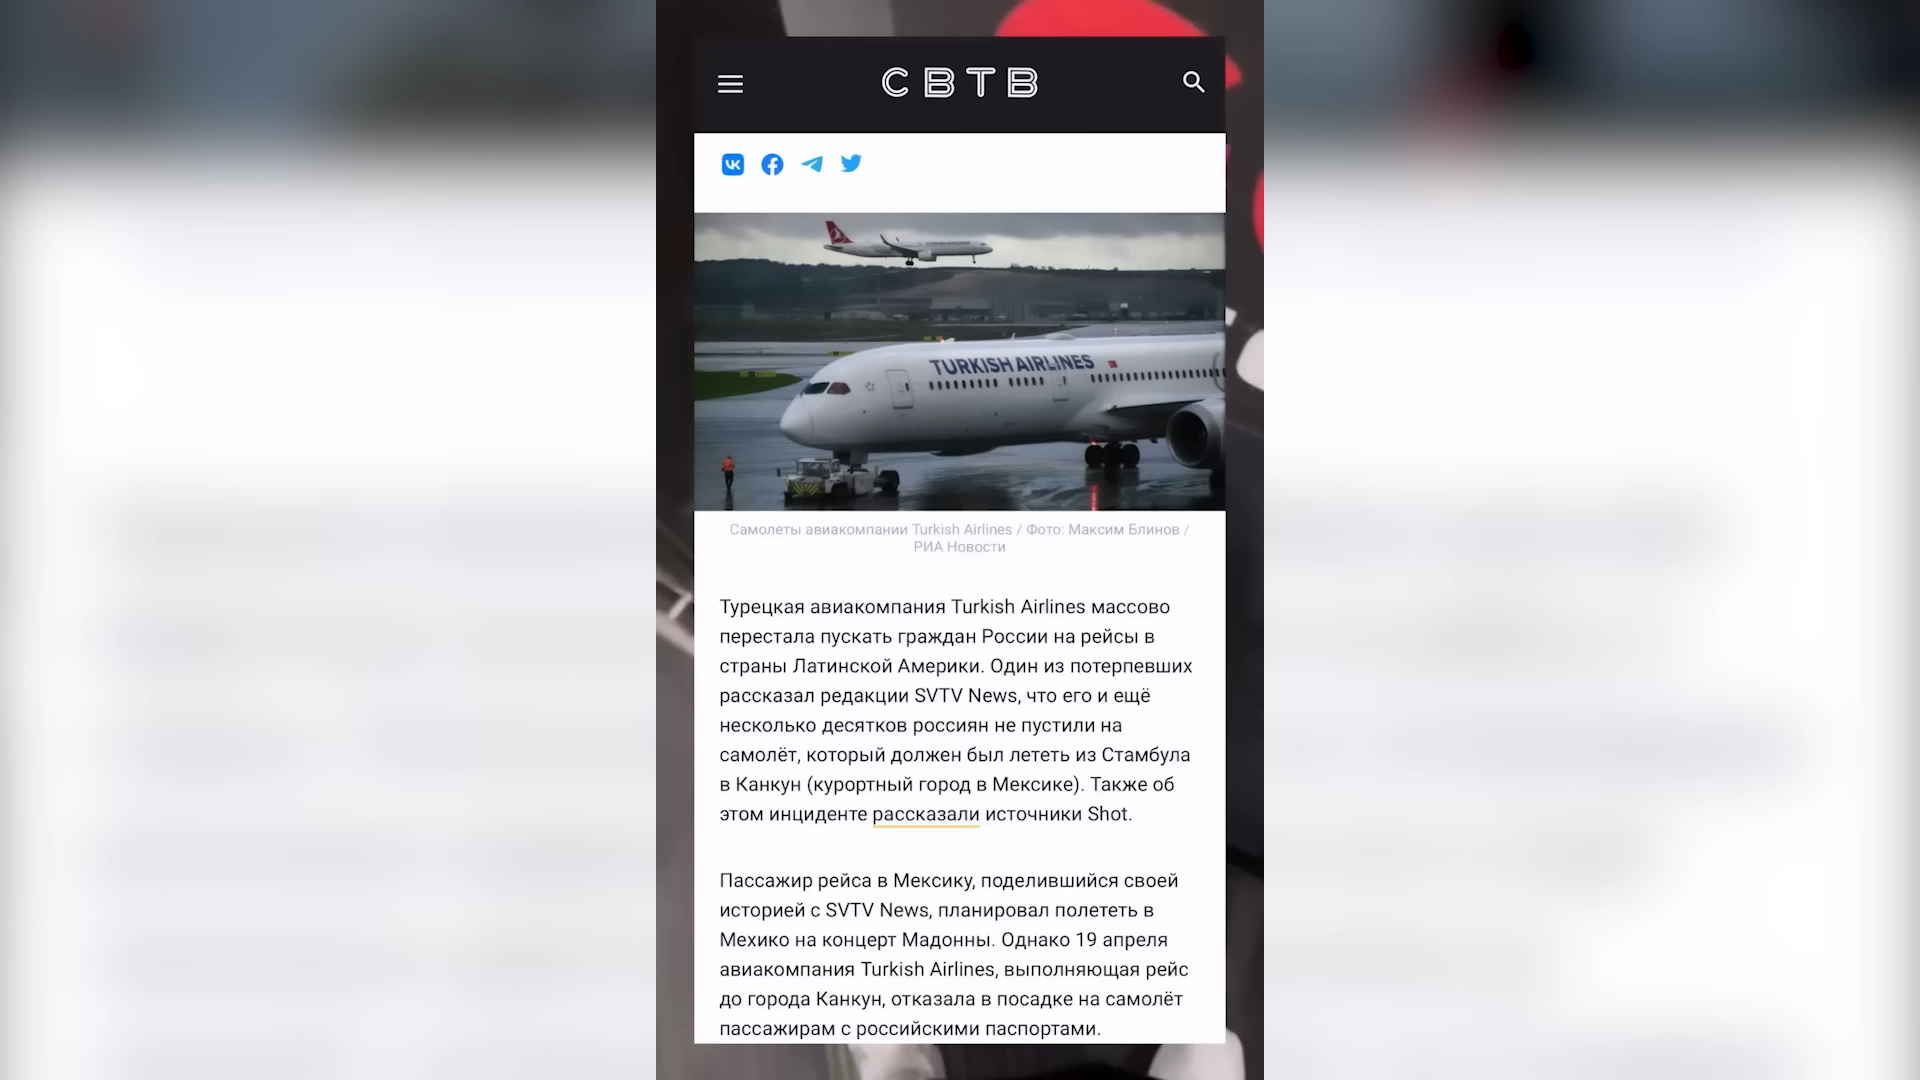 СВТВ
TURKISH AIRLINES
Самолеты авиакомпании Turkish Airlines / Фото: Максим Блинов /
РИА Новости
Турецкая авиакомпания Turkish Airlines массово
перестала пускать граждан России на рейсы в
страны Латинской Америки. Один из потерпевших
рассказал редакции SVTV News, что его и ещё
несколько десятков россиян не пустили на
самолёт, который должен был лететь из Стамбула
в Канкун (курортный город в Мексике). Также об
этом инциденте рассказали источники Shot.
Пассажир рейса в Мексику, поделившийся своей
историей с SVTV News, планировал полететь в
Мехико на концерт Мадонны. Однако 19 апреля
авиакомпания Turkish Airlines, выполняющая рейс
до города Канкун, отказала в посадке на самолёт
пассажирам с российскими паспортами.